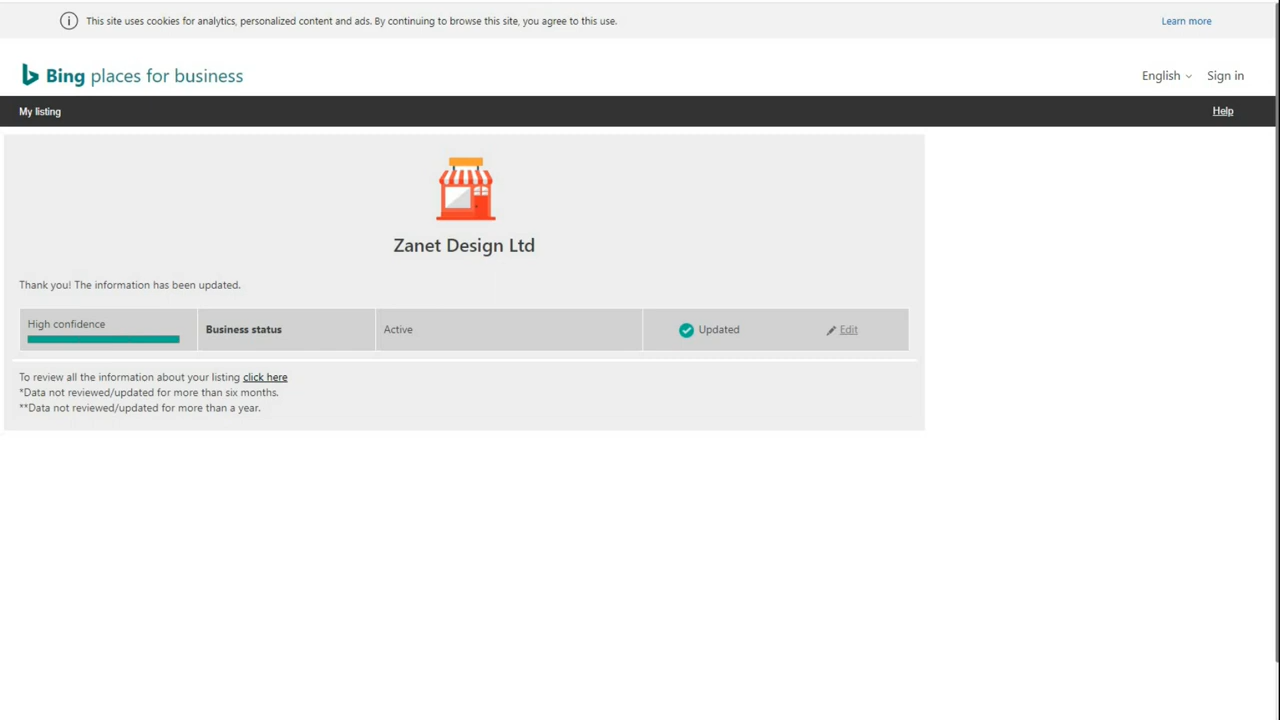 This site uses cookies for analytics, personalized content and ads. By continuing to browse this site, you agree to this use.
Learn more
Bing places for business
English
Sign in
My listing
Help
Zanet Design Ltd
Thank you! The information has been updated.
High confidence
Business status
Active
Updated
Edit
To review all the information about your listing click here
*Data not reviewed/updated for more than six months.
**Data not reviewed/updated for more than a year.